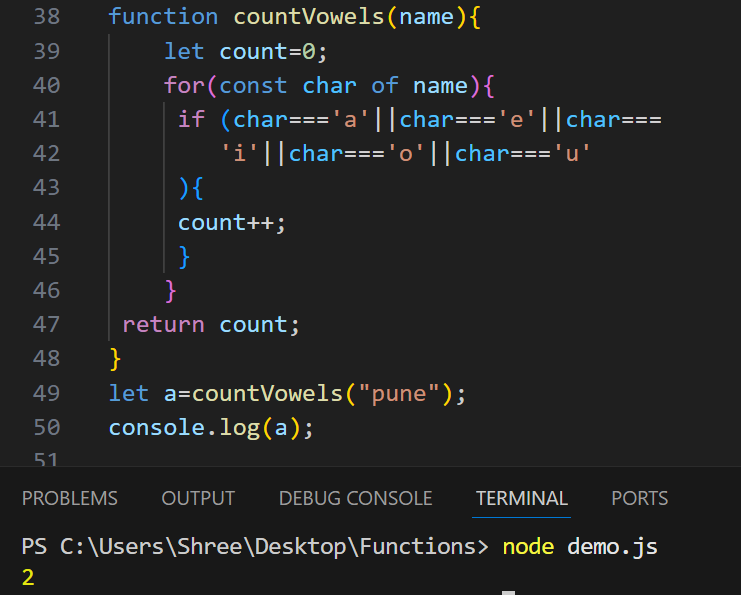 38 function countVowels(name){
39 let count=0;
40 for(const char of name){
41 if (char==='a'||char==='e'||char===
42 'i'||char==='o'||char==='u'
43 ){
44 count++;
45 }
46 }
47 return count;
48 }
49 let a=countVowels("pune");
50 console.log(a);
51
PROBLEMS OUTPUT DEBUG CONSOLE TERMINAL PORTS
PS C:\Users\Shree\Desktop\Functions> node demo.js
2